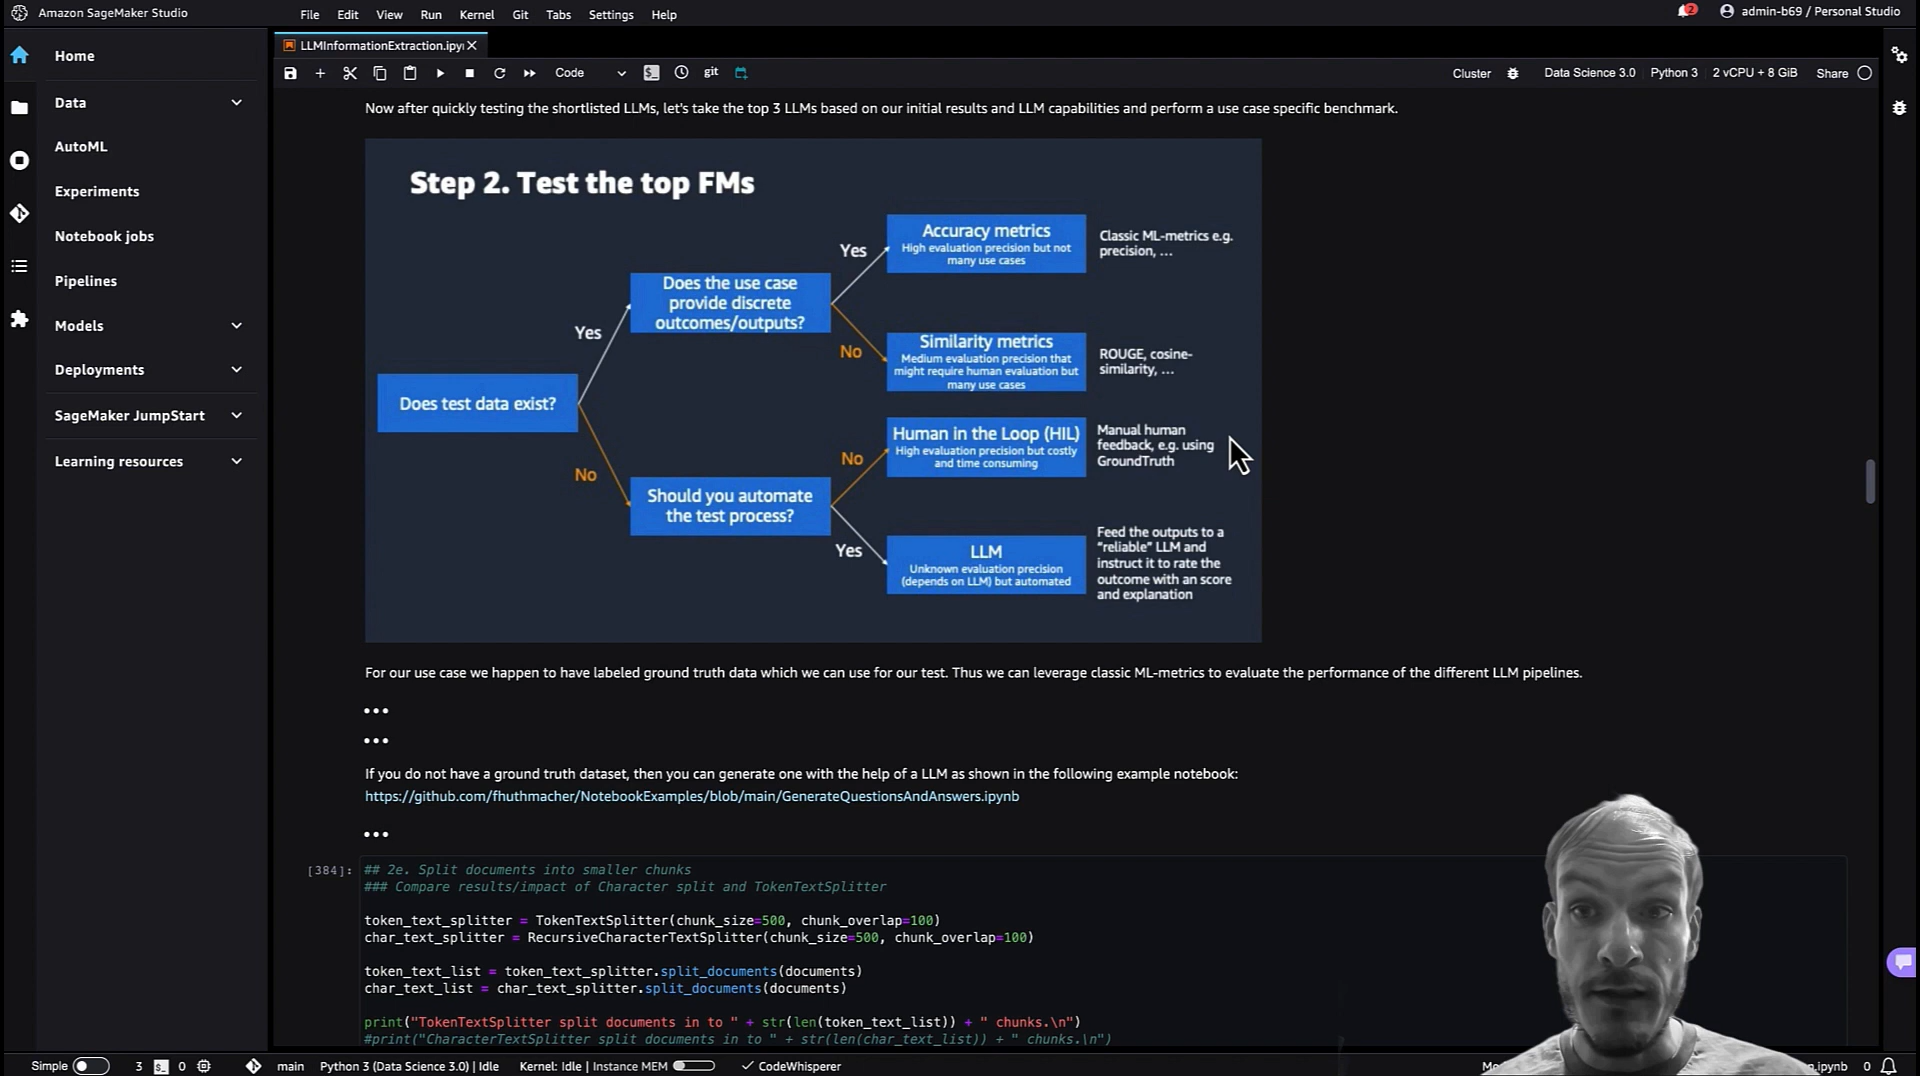 Amazon SageMaker Studio
File Edit View Run Kernel Git Tabs Settings Help
2 admin-b69 / Personal Studio
LLMInformationExtraction.ipyı
Code
git
Cluster
Data Science 3.0
Python 3
2 vCPU + 8 GiB
Share
Home
Data
AutoML
Experiments
Notebook jobs
Pipelines
Models
Deployments
SageMaker JumpStart
Learning resources
Now after quickly testing the shortlisted LLMs, let's take the top 3 LLMs based on our initial results and LLM capabilities and perform a use case specific benchmark.
Step 2. Test the top FMs
Does test data exist?
Yes
No
Does the use case
provide discrete
outcomes/outputs?
Yes
No
Should you automate
the test process?
No
Yes
Accuracy metrics
High evaluation precision but not
many use cases
Classic ML-metrics e.g.
precision, ...
Similarity metrics
Medium evaluation precision that
might require human evaluation but
many use cases
ROUGE, cosine-
similarity, ...
Human in the Loop (HIL)
High evaluation precision but costly
and time consuming
Manual human
feedback, e.g. using
GroundTruth
LLM
Unknown evaluation precision
(depends on LLM) but automated
Feed the outputs to a
"reliable" LLM and
instruct it to rate the
outcome with an score
and explanation
For our use case we happen to have labeled ground truth data which we can use for our test. Thus we can leverage classic ML-metrics to evaluate the performance of the different LLM pipelines.
•••
•••
If you do not have a ground truth dataset, then you can generate one with the help of a LLM as shown in the following example notebook:
https://github.com/fhuthmacher/NotebookExamples/blob/main/GenerateQuestionsAndAnswers.ipynb
•••
[384]:
## 2e. Split documents into smaller chunks
### Compare results/impact of Character split and TokenTextSplitter
token_text_splitter = TokenTextSplitter(chunk_size=500, chunk_overlap=100)
char_text_splitter = RecursiveCharacterTextSplitter(chunk_size=500, chunk_overlap=100)
token_text_list = token_text_splitter.split_documents(documents)
char_text_list = char_text_splitter.split_documents(documents)
print("TokenTextSplitter split documents in to " + str(len(token_text_list)) + " chunks.\n")
#print("CharacterTextSplitter split documents in to " + str(len(char_text_list)) + " chunks.\n")
Simple 3 0 main Python 3 (Data Science 3.0) | Idle Kernel: Idle | Instance MEM CodeWhisperer
.ipynb 0